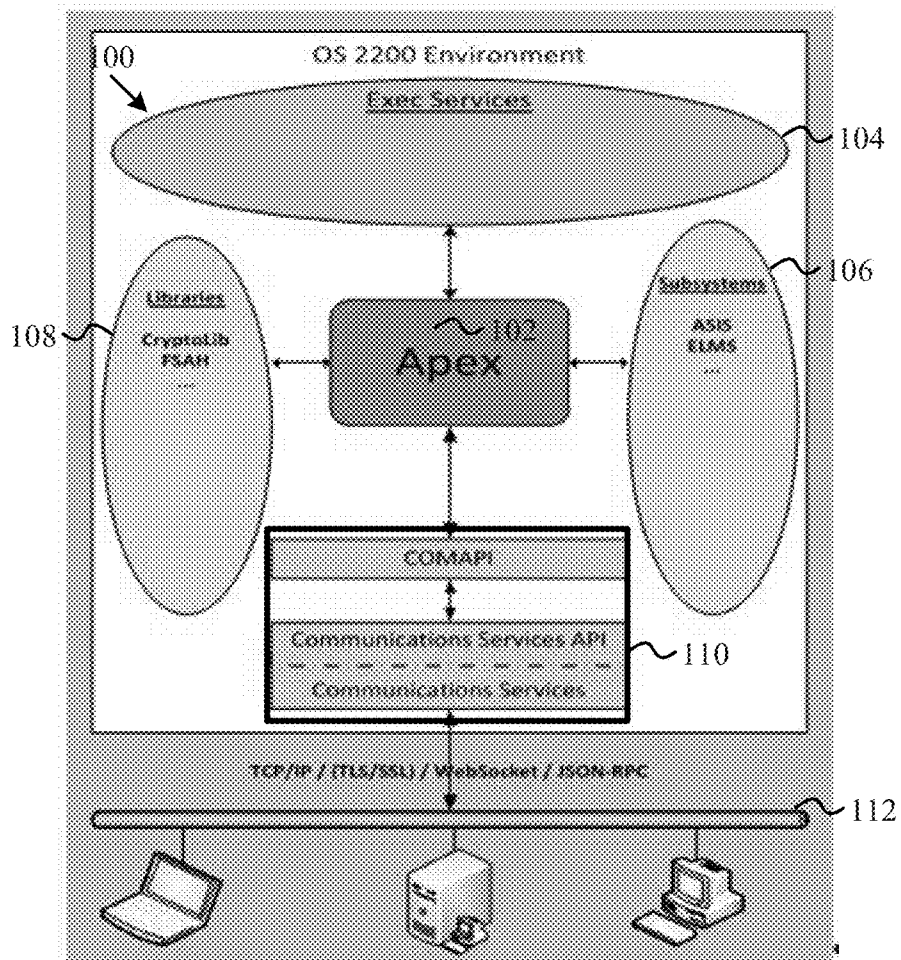 OS 2200 Environment
100
Exec Services
104
Libraries
CryptoLib
FSAH
...
108
102
Apex
Subsystems
ASIS
ELMS
...
106
COMAPI
Communications Services API
Communications Services
110
TCP/IP / (TLS/SSL) / WebSocket / JSON-RPC
112